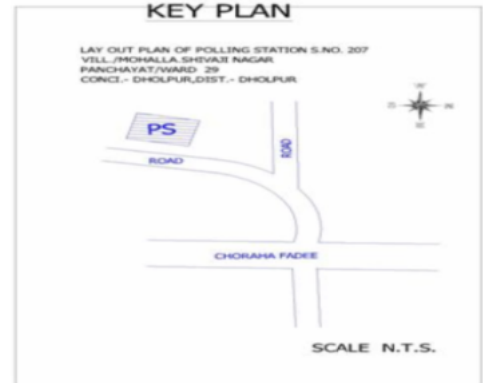 KEY PLAN
LAY OUT PLAN OF POLLING STATION S.NO. 207
VILL./MOHALLA.SHIVAJI NAGAR
PANCHAYAT/WARD 29
CONCI.- DHOLPUR,DIST.- DHOLPUR
PS
ROAD
ROAD
CHORAHA FADEE
SCALE N.T.S.